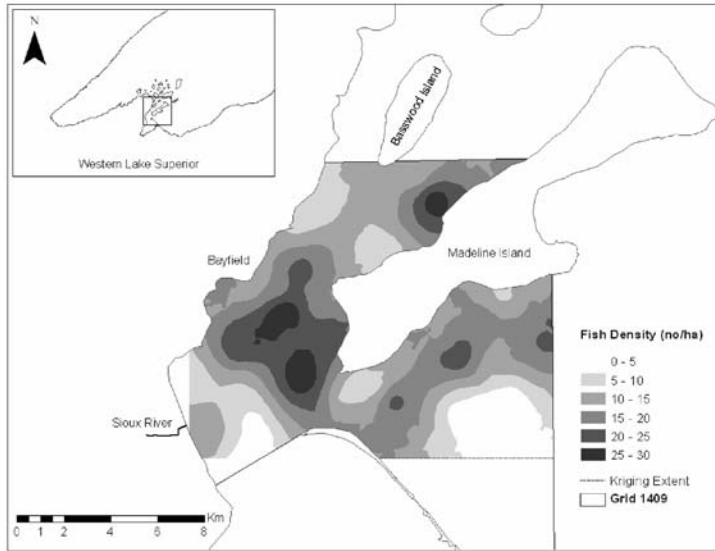 N
Western Lake Superior
Basswood Island
Bayfield
Madeline Island
Sioux River
Fish Density (no/ha)
0 - 5
5 - 10
10 - 15
15 - 20
20 - 25
25 - 30
Kriging Extent
Grid 1409
Km
0 1 2 4 6 8